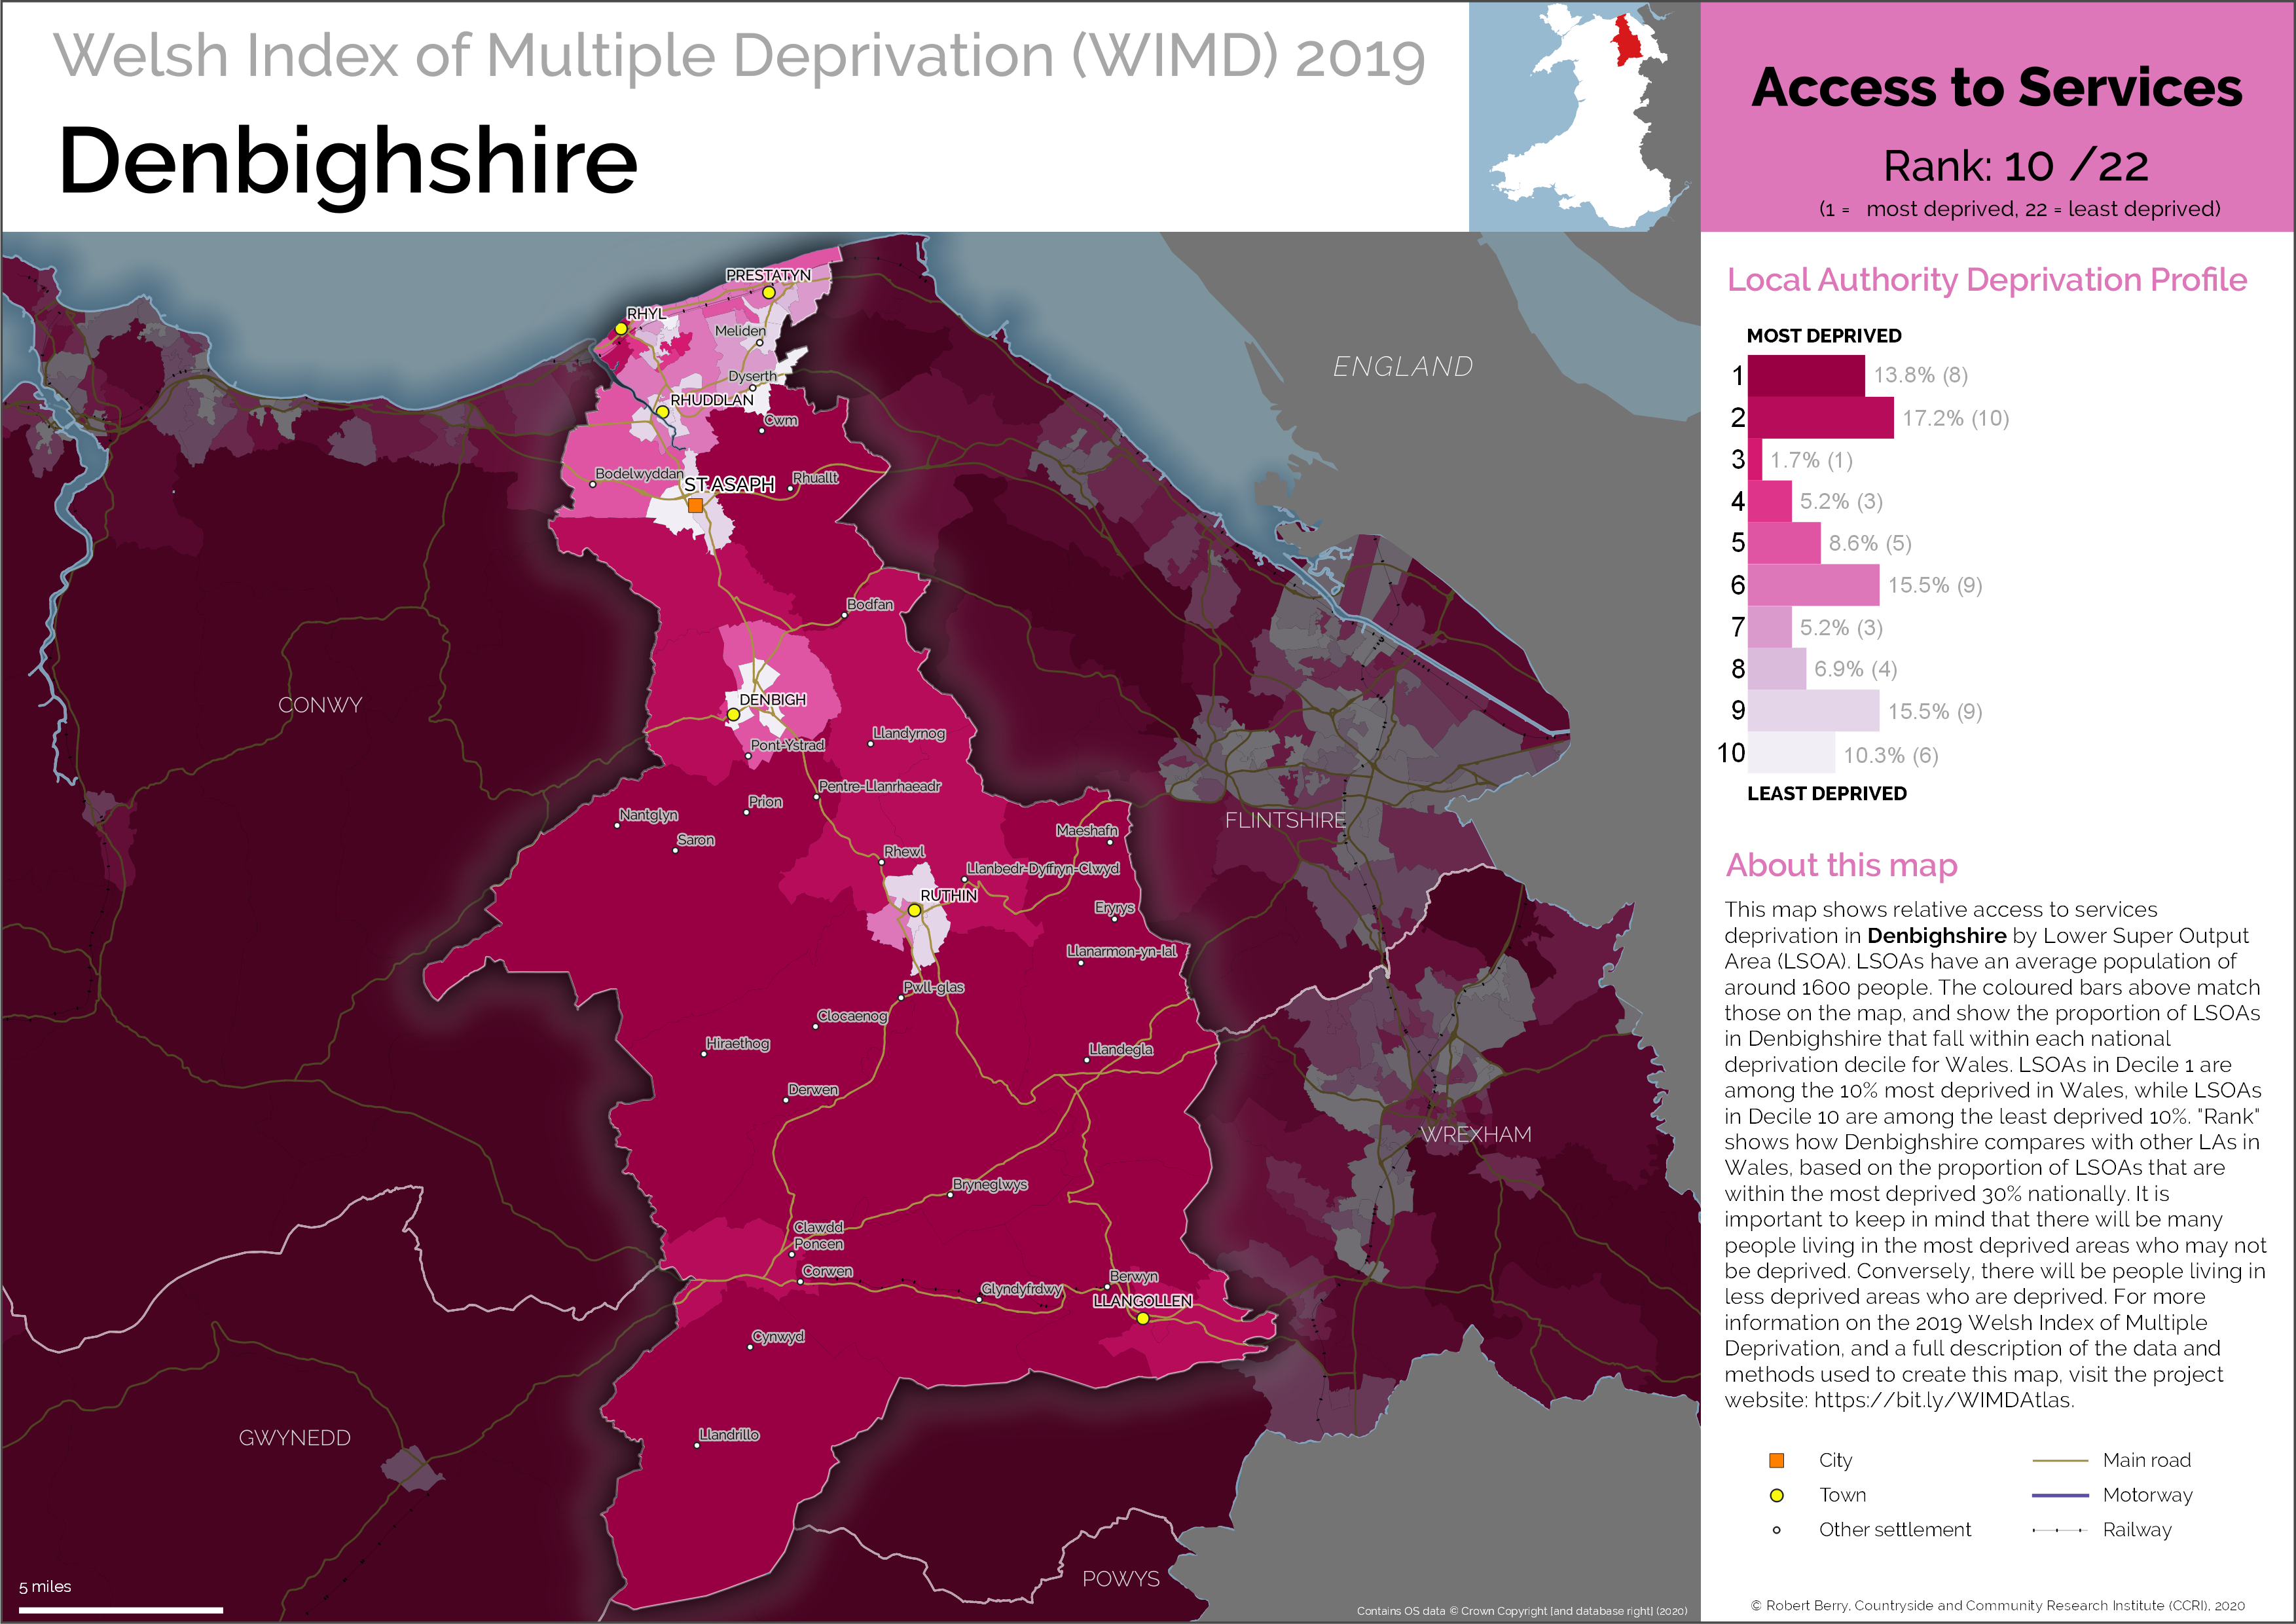 Welsh Index of Multiple Deprivation (WIMD) 2019
Denbighshire
Access to Services
Rank: 10 /22
(1 = most deprived, 22 = least deprived)
Local Authority Deprivation Profile
MOST DEPRIVED
1 13.8% (8)
2 17.2% (10)
3 1.7% (1)
4 5.2% (3)
5 8.6% (5)
6 15.5% (9)
7 5.2% (3)
8 6.9% (4)
9 15.5% (9)
10 10.3% (6)
LEAST DEPRIVED
About this map
This map shows relative access to services
deprivation in Denbighshire by Lower Super Output
Area (LSOA). LSOAs have an average population of
around 1600 people. The coloured bars above match
those on the map, and show the proportion of LSOAs
in Denbighshire that fall within each national
deprivation decile for Wales. LSOAs in Decile 1 are
among the 10% most deprived in Wales, while LSOAs
in Decile 10 are among the least deprived 10%. "Rank"
shows how Denbighshire compares with other LAs in
Wales, based on the proportion of LSOAs that are
within the most deprived 30% nationally. It is
important to keep in mind that there will be many
people living in the most deprived areas who may not
be deprived. Conversely, there will be people living in
less deprived areas who are deprived. For more
information on the 2019 Welsh Index of Multiple
Deprivation, and a full description of the data and
methods used to create this map, visit the project
website: https://bit.ly/WIMDAtlas.
City
Town
Other settlement
Main road
Motorway
Railway
© Robert Berry, Countryside and Community Research Institute (CCRI), 2020
PRESTATYN
RHYL
Meliden
ENGLAND
Dyserth
RHUDDLAN
Cwm
Bodelwyddan
ST ASAPH
Rhuallt
Bodfan
DENBIGH
CONWY
Llandyrnog
Pont-Ystrad
Pentre-Llanrhaeadr
Prion
Nantglyn
Saron
FLINTSHIRE
Maeshafn
Rhewl
Llanbedr-Dyffryn-Clwyd
RUTHIN
Eryrys
Llanarmon-yn-Ial
Pwll-glas
Clocaenog
Hiraethog
Llandegla
Derwen
WREXHAM
Bryneglwys
Clawdd
Poncen
Corwen
Berwyn
Glyndyfrdwy
LLANGOLLEN
Cynwyd
Llandrillo
GWYNEDD
POWYS
5 miles
Contains OS data © Crown Copyright [and database right] (2020)